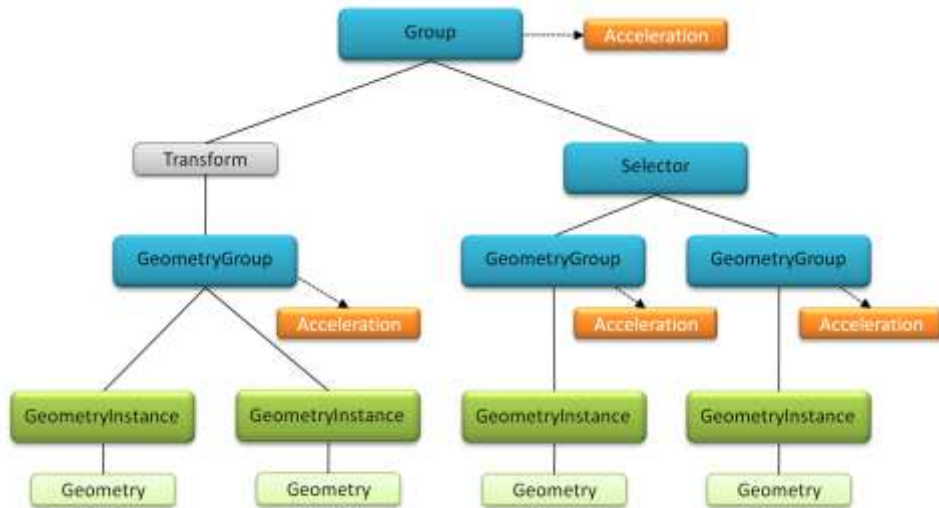 Group
Acceleration
Transform
Selector
GeometryGroup
GeometryGroup
GeometryGroup
Acceleration
Acceleration
Acceleration
GeometryInstance
GeometryInstance
GeometryInstance
GeometryInstance
Geometry
Geometry
Geometry
Geometry